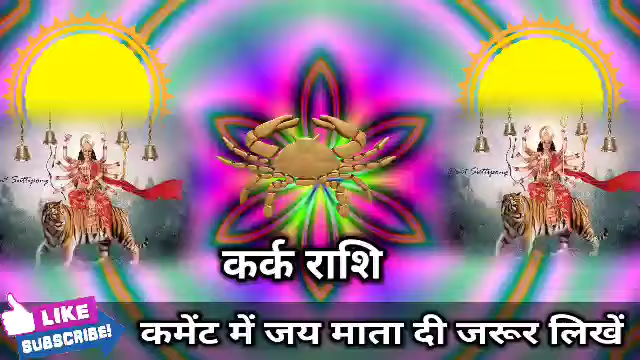 कर्क राशि
LIKE
SUBSCRIBE!
कमेंट में जय माता दी जरूर लिखें